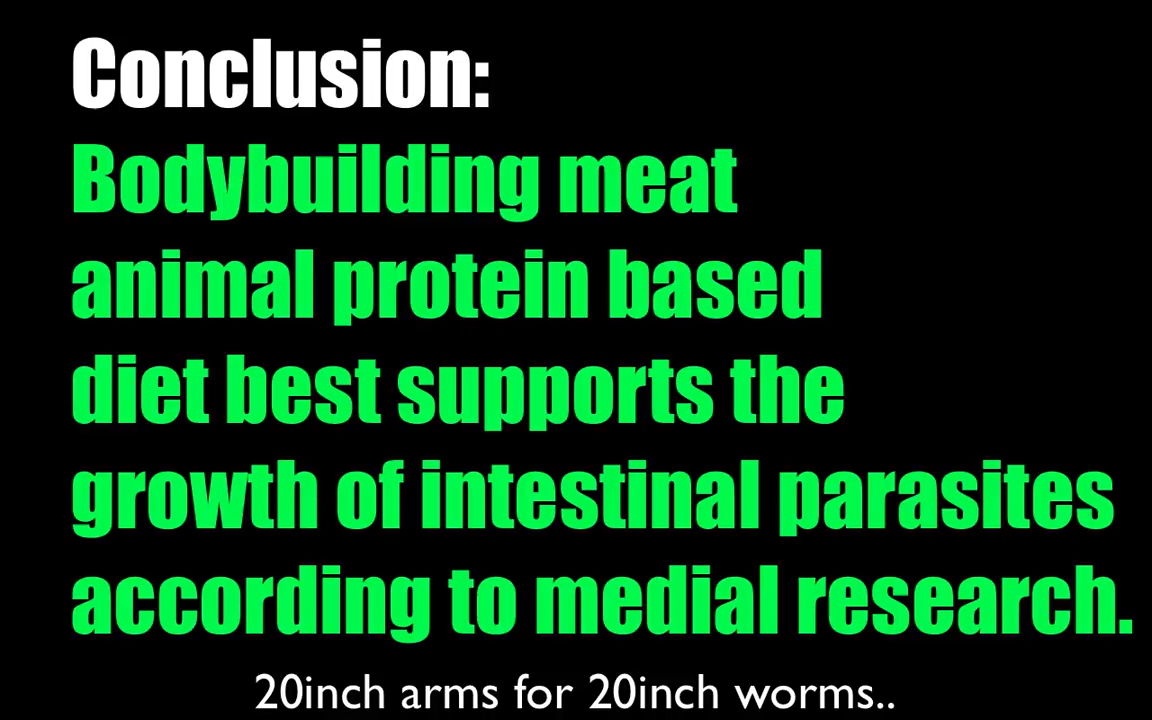 Conclusion:
Bodybuilding meat
animal protein based
diet best supports the
growth of intestinal parasites
according to medial research.
20inch arms for 20inch worms..